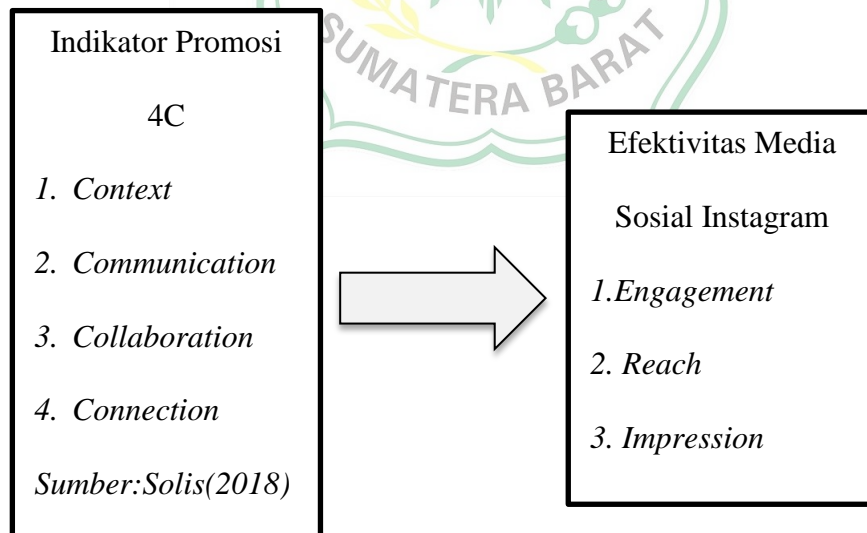 SUMATERA BARAT
Indikator Promosi
4C
1. Context
2. Communication
3. Collaboration
4. Connection
Sumber:Solis(2018)
Efektivitas Media
Sosial Instagram
1.Engagement
2. Reach
3. Impression